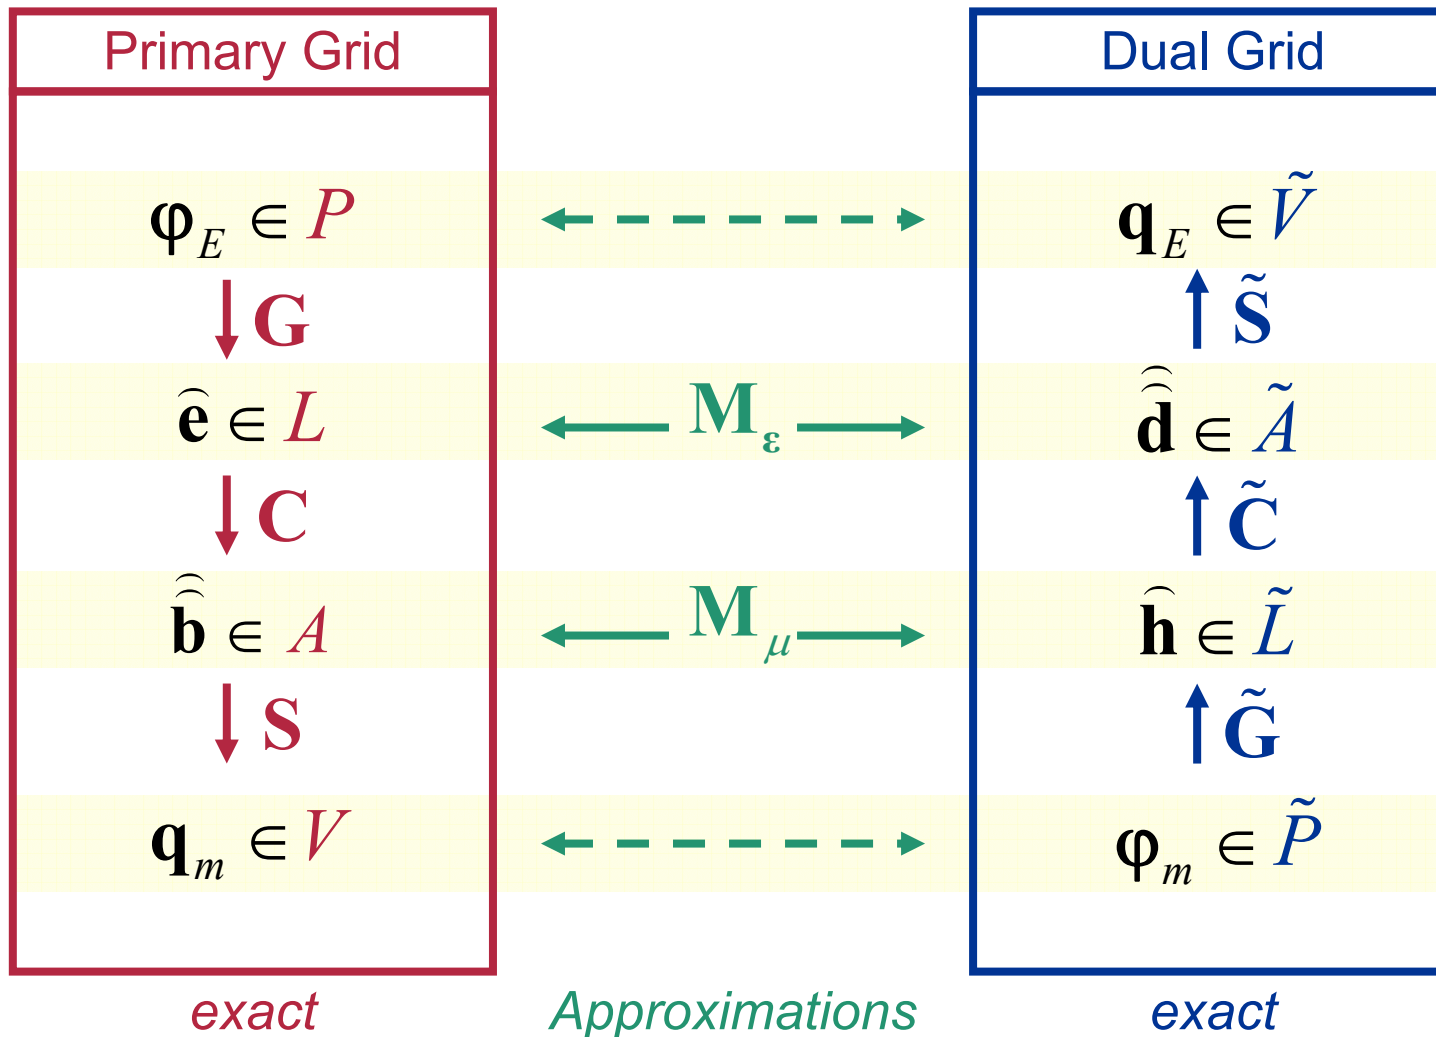 Primary Grid
Dual Grid
φ_E ∈ P
q_E ∈ Ṽ
G
S̃
e͡ ∈ L
M_ε
d͡͡ ∈ Ã
C
C̃
b͡͡ ∈ A
M_μ
h͡ ∈ L̃
S
G̃
q_m ∈ V
φ_m ∈ P̃
exact
Approximations
exact